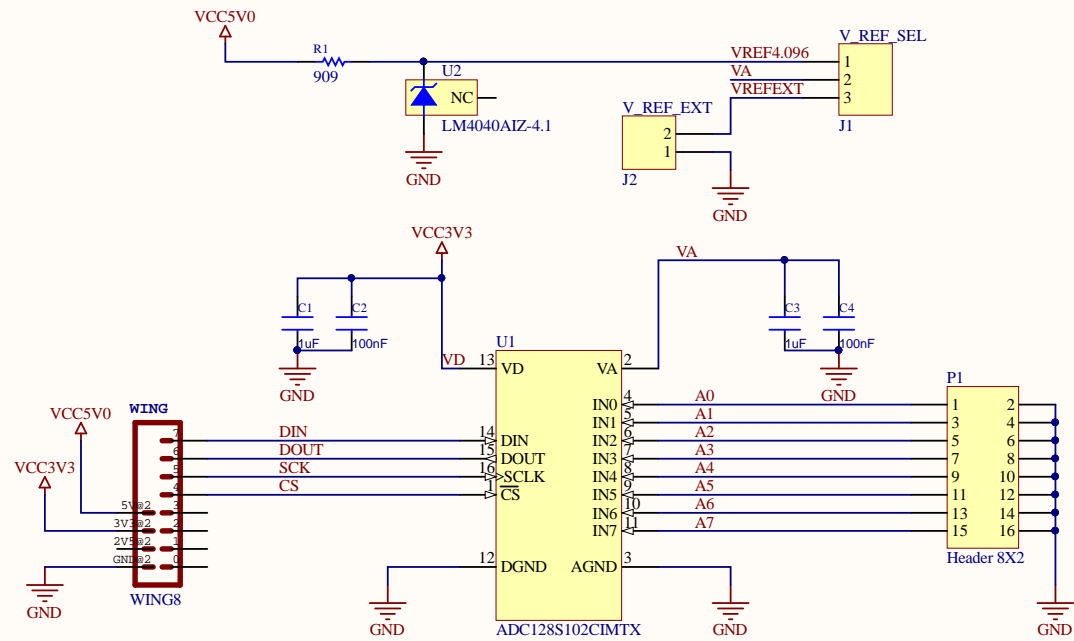 VCC5V0
R1
909
U2
NC
LM4040AIZ-4.1
GND
V_REF_SEL
VREF4.096
1
VA
2
VREFEXT
3
J1
V_REF_EXT
2
1
J2
GND
VCC3V3
VA
C1
1uF
C2
100nF
GND
C3
1uF
C4
100nF
GND
U1
VD
13
VD
VA
2
IN0
4
A0
IN1
5
A1
IN2
6
A2
IN3
7
A3
IN4
8
A4
IN5
9
A5
IN6
10
A6
IN7
11
A7
DIN
14
DIN
DOUT
15
DOUT
SCK
16
SCLK
CS
1
CS
12
DGND
AGND
3
ADC128S102CIMTX
GND
GND
P1
1 2
3 4
5 6
7 8
9 10
11 12
13 14
15 16
Header 8X2
GND
WING
VCC5V0
VCC3V3
7
6
5
4
5V@2 3
3V3@2 2
2V5@2 1
GND@2 0
WING8
GND